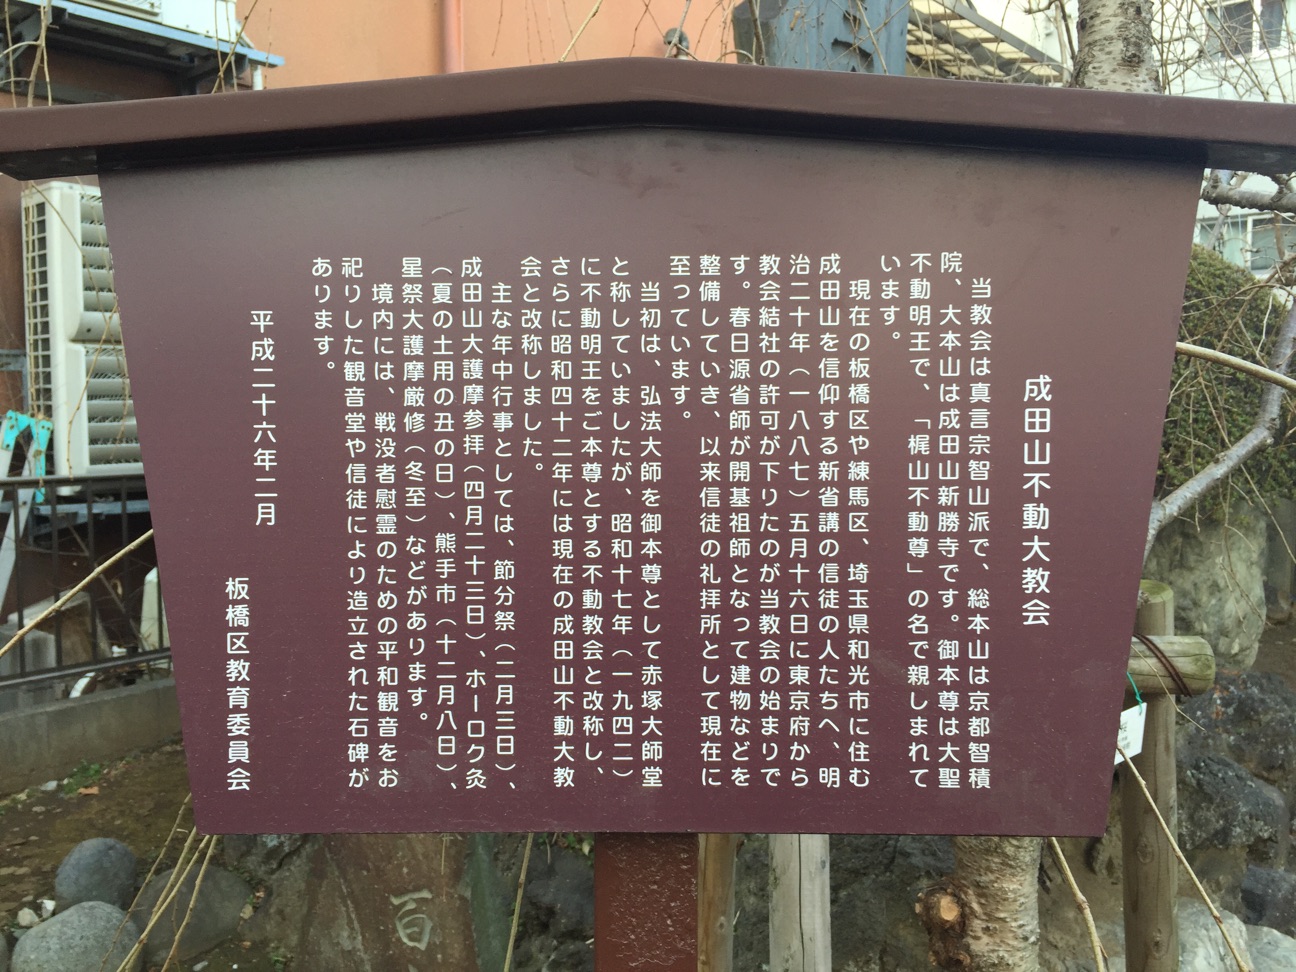 成田山不動大教会
当教会は真言宗智山派で、総本山は京都智積
院、大本山は成田山新勝寺です。御本尊は大聖
不動明王で、「梶山不動尊」の名で親しまれて
います。
現在の板橋区や練馬区、埼玉県和光市に住む
成田山を信仰する新省講の信徒の人たちへ、明
治二十年（一八八七）五月十六日に東京府から
教会結社の許可が下りたのが当教会の始まりで
す。春日源省師が開基祖師となって建物などを
整備していき、以来信徒の礼拝所として現在に
至っています。
当初は、弘法大師を御本尊として赤塚大師堂
と称していましたが、昭和十七年（一九四二）
に不動明王をご本尊とする不動教会と改称し、
さらに昭和四十二年には現在の成田山不動大教
会と改称しました。
主な年中行事としては、節分祭（二月三日）、
成田山大護摩参拝（四月二十三日）、ホーロク灸
（夏の土用の丑の日）、熊手市（十二月八日）、
星祭大護摩厳修（冬至）などがあります。
境内には、戦没者慰霊のための平和観音をお
祀りした観音堂や信徒により造立された石碑が
あります。
平成二十六年二月
板橋区教育委員会
百